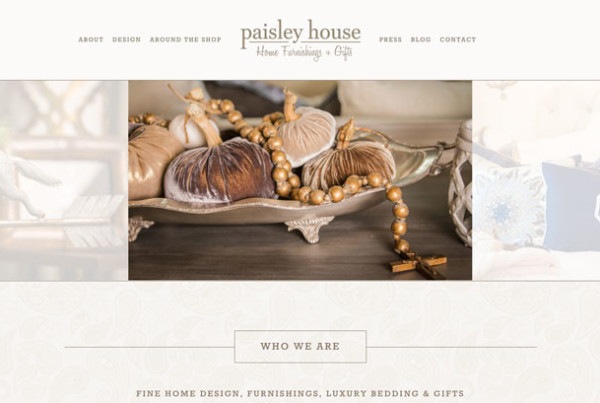 ABOUT DESIGN AROUND THE SHOP
paisley house
Home Furnishings + Gifts
PRESS BLOG CONTACT
WHO WE ARE
FINE HOME DESIGN, FURNISHINGS, LUXURY BEDDING & GIFTS